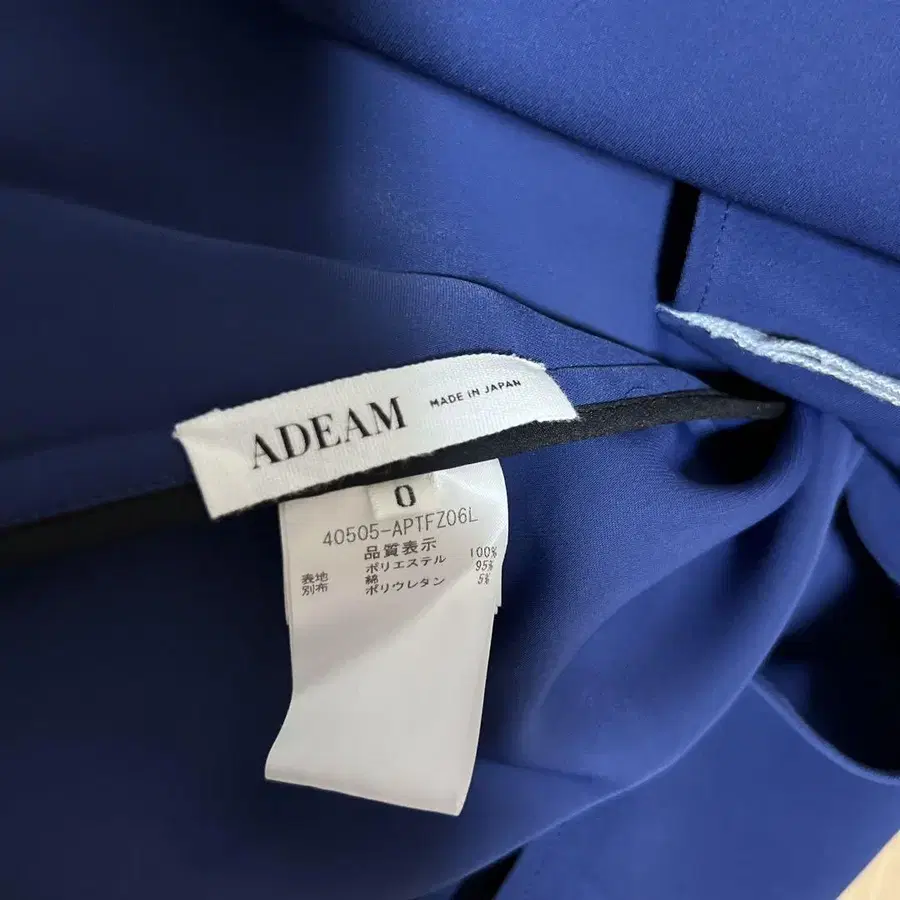 ADEAM MADE IN JAPAN
0
40505-APTFZ06L
品質表示
表地 ポリエステル 100%
別布 綿 95%
ポリウレタン 5%